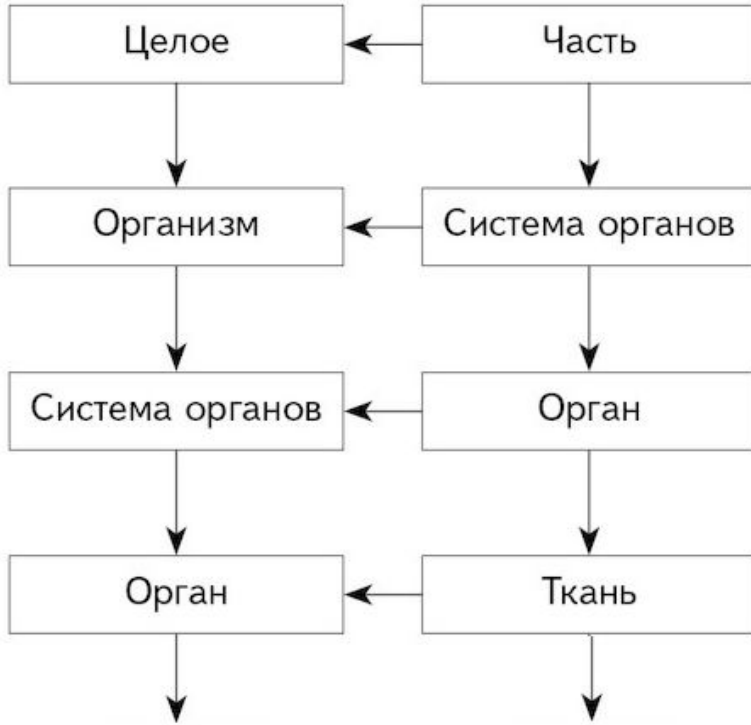 Целое
Часть
Организм
Система органов
Система органов
Орган
Орган
Ткань